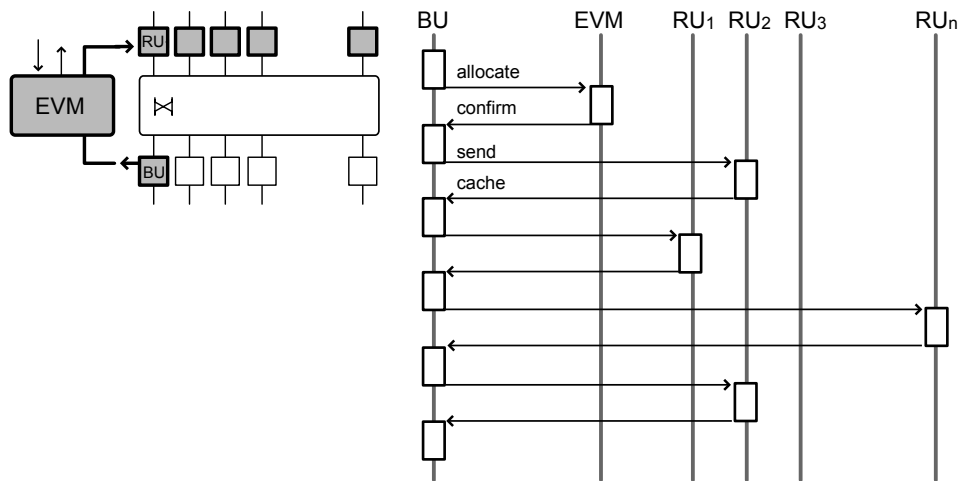 RU
EVM
BU
BU EVM RU₁ RU₂ RU₃ RUₙ
allocate
confirm
send
cache